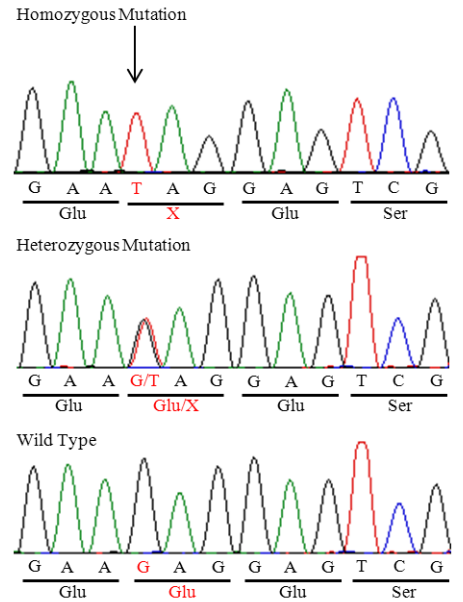 Homozygous Mutation
G A A T A G G A G T C G
Glu X Glu Ser
Heterozygous Mutation
G A A G/T A G G A G T C G
Glu Glu/X Glu Ser
Wild Type
G A A G A G G A G T C G
Glu Glu Glu Ser